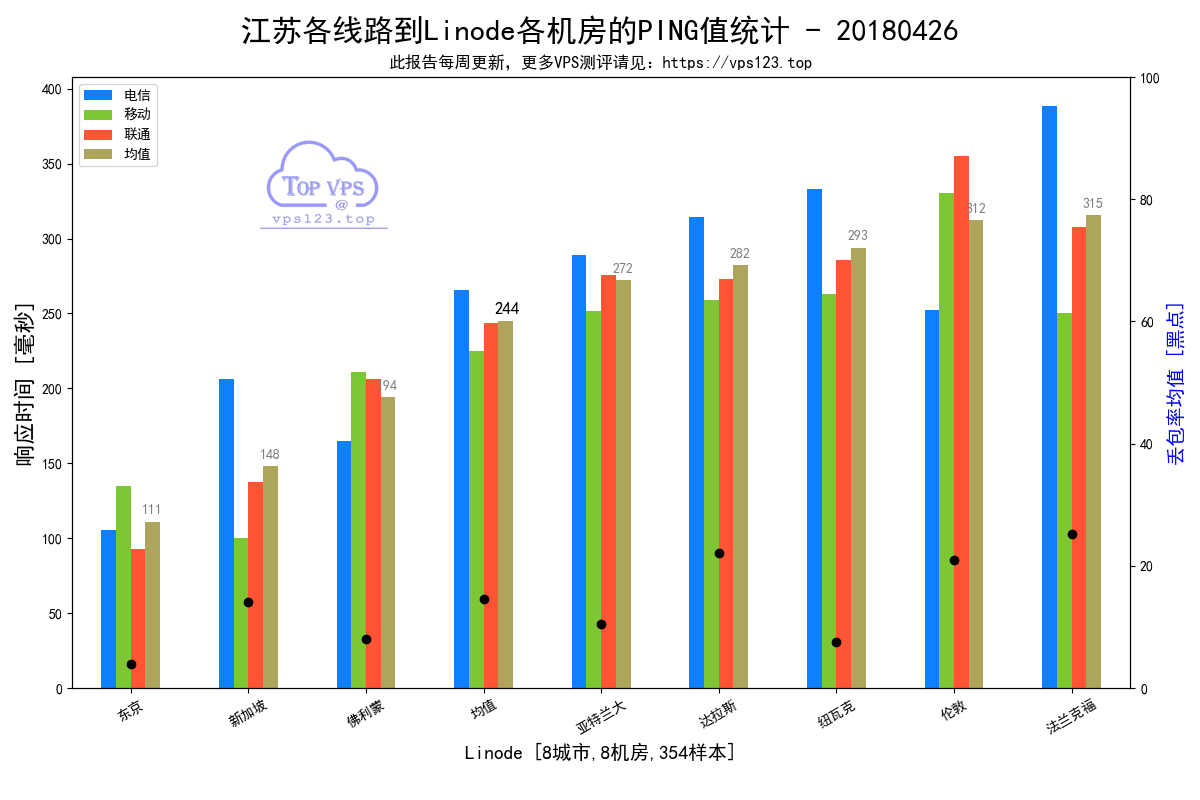 江苏各线路到Linode各机房的PING值统计 - 20180426
此报告每周更新，更多VPS测评请见：https://vps123.top
电信
移动
联通
均值
TOP VPS
@
vps123.top
响应时间 [毫秒]
400
350
300
250
200
150
100
50
0
111
148
194
244
272
282
293
312
315
100
80
60
40
20
0
丢包率均值 [黑点]
东京
新加坡
佛利蒙
均值
亚特兰大
达拉斯
纽瓦克
伦敦
法兰克福
Linode [8城市,8机房,354样本]